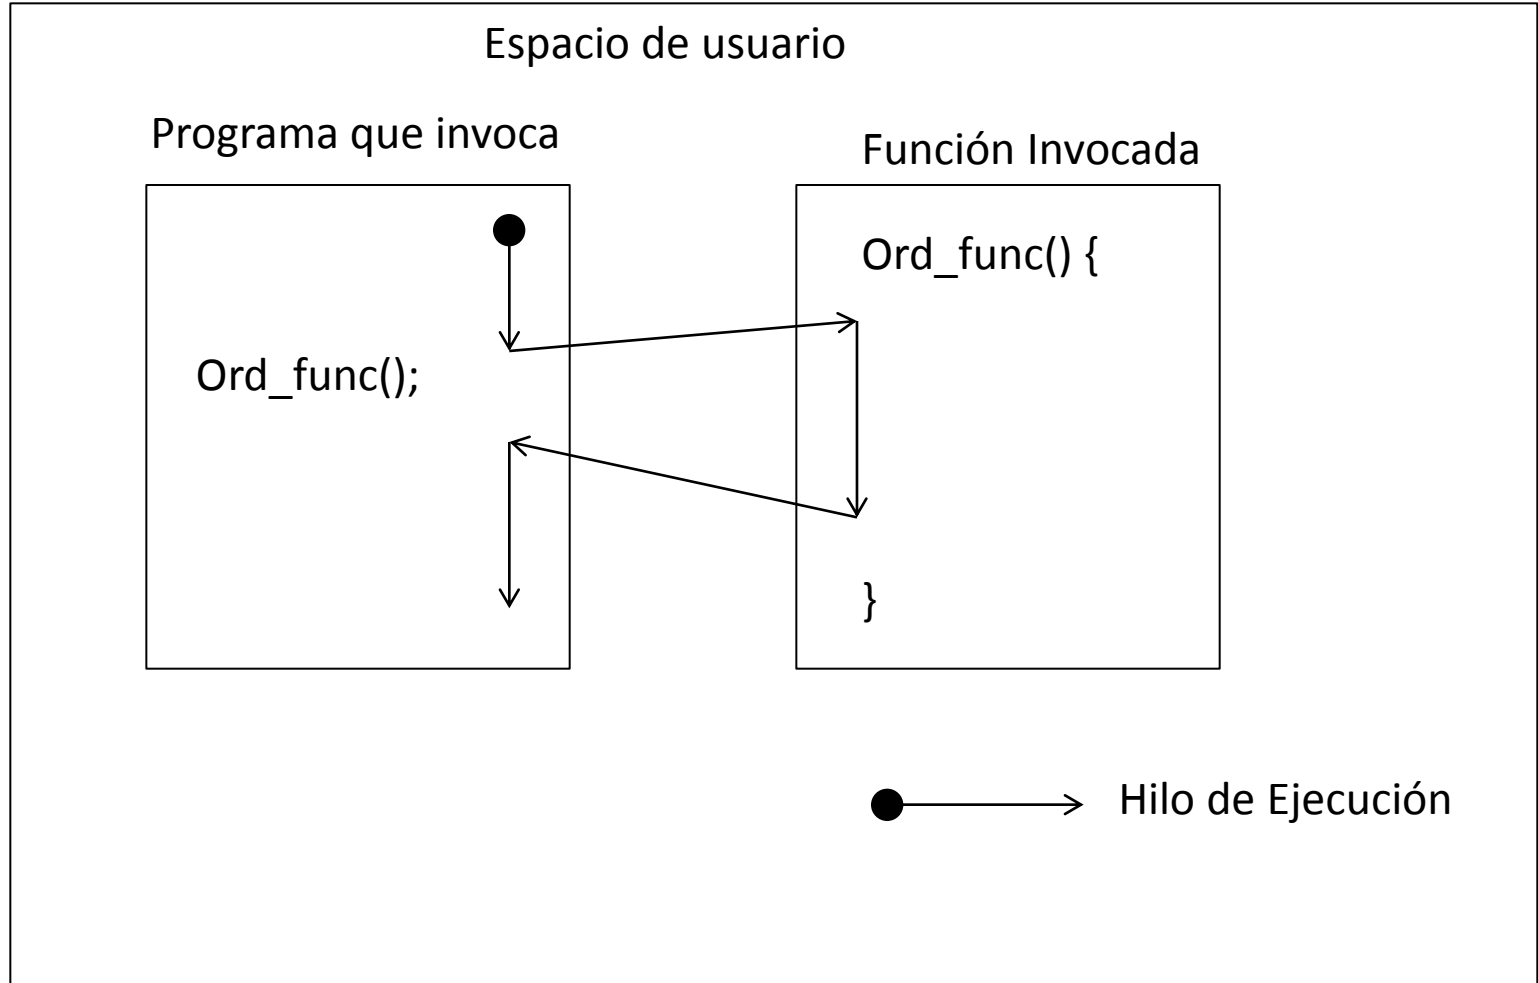 Espacio de usuario
Programa que invoca
Función Invocada
Ord_func() {
Ord_func();
}
Hilo de Ejecución